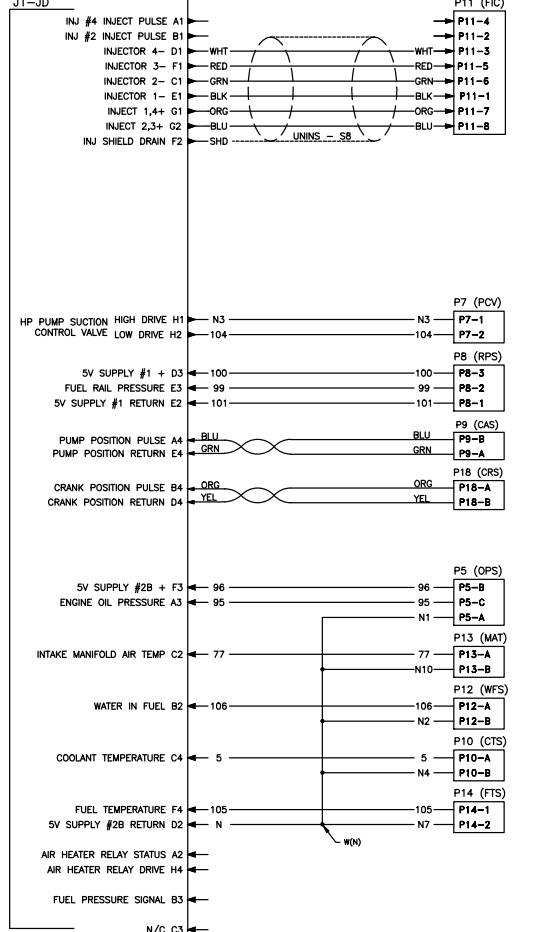 J1-JD P11 (FIC)
INJ #4 INJECT PULSE A1 P11-4
INJ #2 INJECT PULSE B1 P11-2
INJECTOR 4- D1 WHT WHT P11-3
INJECTOR 3- F1 RED RED P11-5
INJECTOR 2- C1 GRN GRN P11-6
INJECTOR 1- E1 BLK BLK P11-1
INJECT 1,4+ G1 ORG ORG P11-7
INJECT 2,3+ G2 BLU BLU P11-8
INJ SHIELD DRAIN F2 SHD UNINS - S8
P7 (PCV)
HP PUMP SUCTION HIGH DRIVE H1 N3 N3 P7-1
CONTROL VALVE LOW DRIVE H2 104 104 P7-2
P8 (RPS)
5V SUPPLY #1 + D3 100 100 P8-3
FUEL RAIL PRESSURE E3 99 99 P8-2
5V SUPPLY #1 RETURN E2 101 101 P8-1
P9 (CAS)
PUMP POSITION PULSE A4 BLU BLU P9-B
PUMP POSITION RETURN E4 GRN GRN P9-A
P18 (CRS)
CRANK POSITION PULSE B4 ORG ORG P18-A
CRANK POSITION RETURN D4 YEL YEL P18-B
P5 (OPS)
5V SUPPLY #2B + F3 96 96 P5-B
ENGINE OIL PRESSURE A3 95 95 P5-C
N1 P5-A
P13 (MAT)
INTAKE MANIFOLD AIR TEMP C2 77 77 P13-A
N10 P13-B
P12 (WFS)
WATER IN FUEL B2 106 106 P12-A
N2 P12-B
P10 (CTS)
COOLANT TEMPERATURE C4 5 5 P10-A
N4 P10-B
P14 (FTS)
FUEL TEMPERATURE F4 105 105 P14-1
5V SUPPLY #2B RETURN D2 N N7 P14-2
W(N)
AIR HEATER RELAY STATUS A2
AIR HEATER RELAY DRIVE H4
FUEL PRESSURE SIGNAL B3
N/C C3